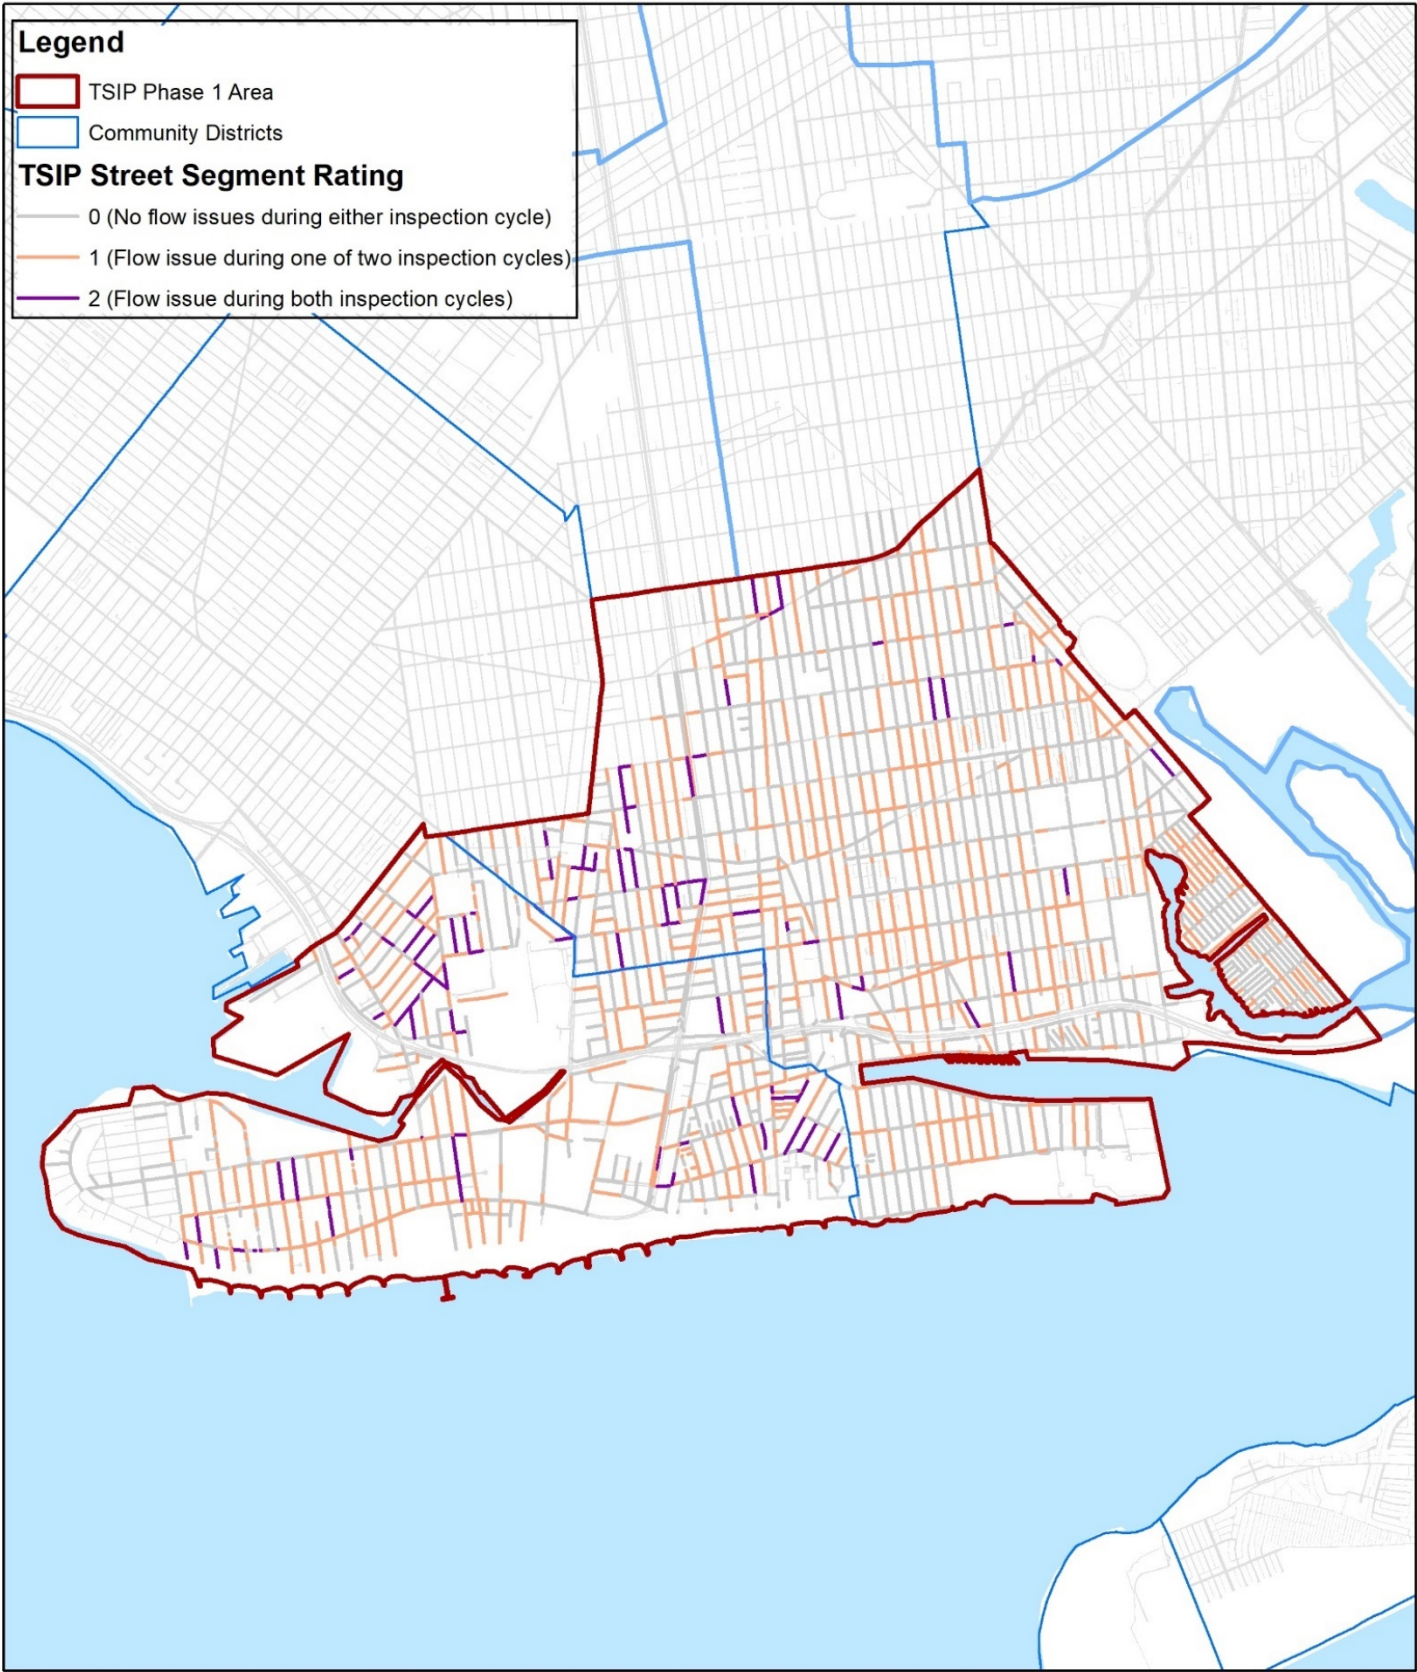 Legend
TSIP Phase 1 Area
Community Districts
TSIP Street Segment Rating
0 (No flow issues during either inspection cycle)
1 (Flow issue during one of two inspection cycles)
2 (Flow issue during both inspection cycles)